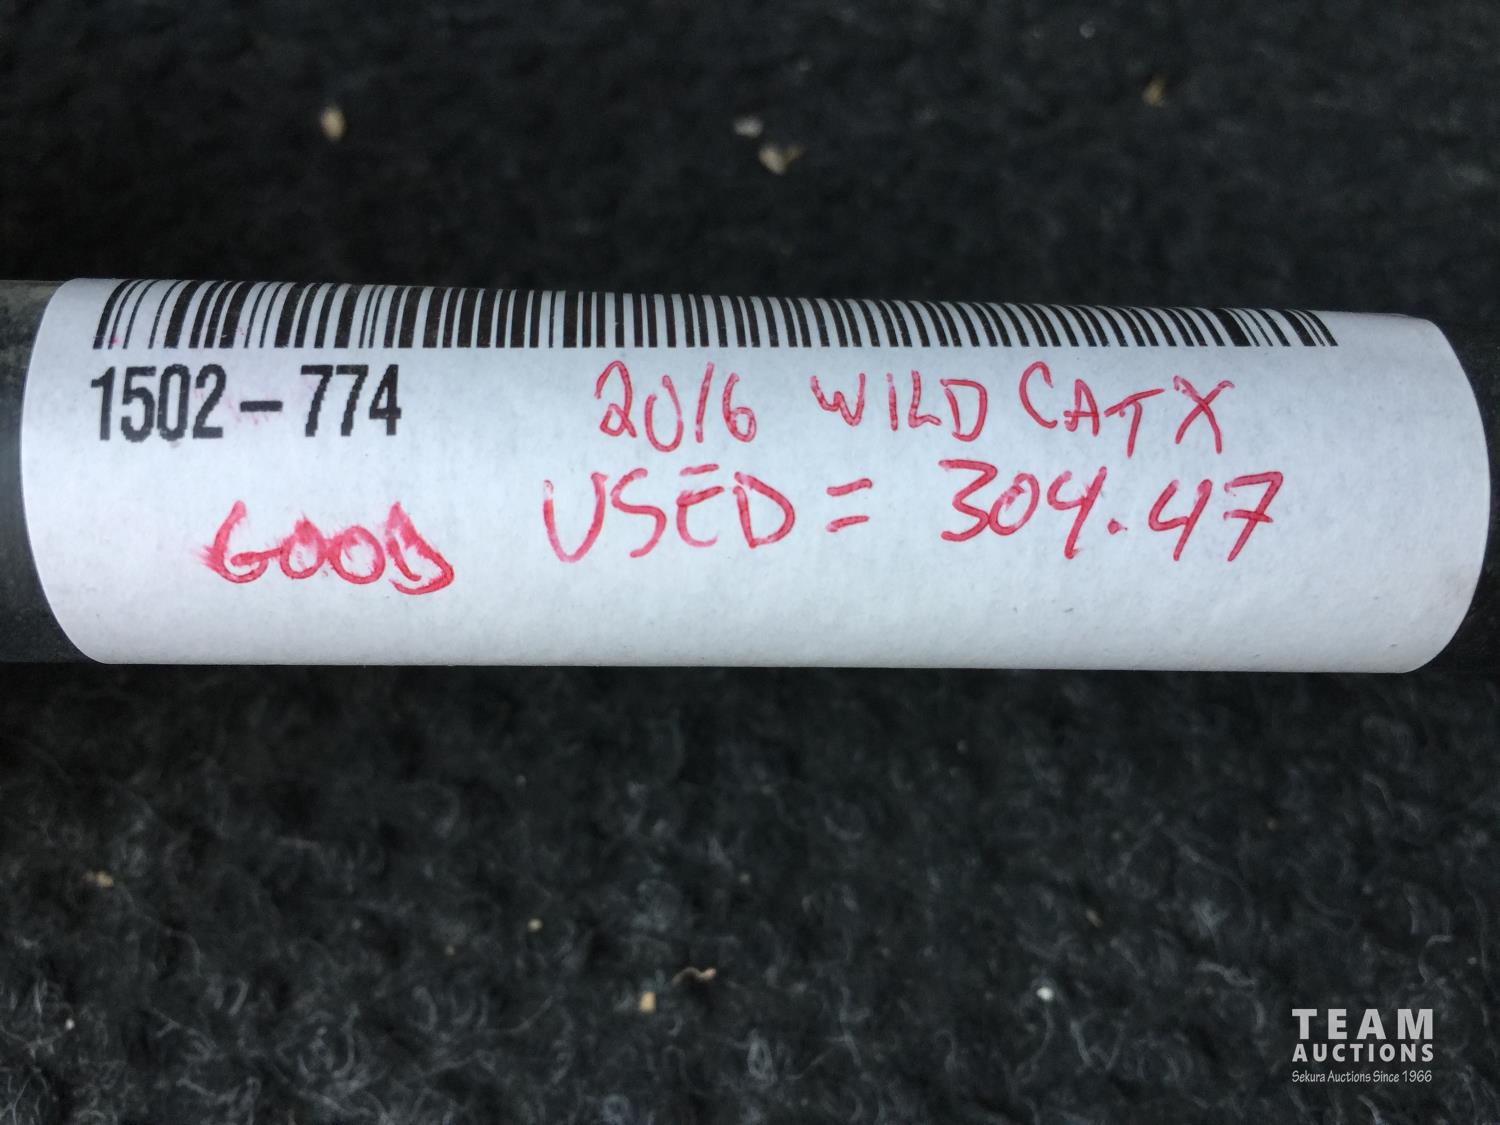 1502-774 2016 WILD CAT X
GOOD USED = 304.47
TEAM
AUCTIONS
Sekura Auctions Since 1966